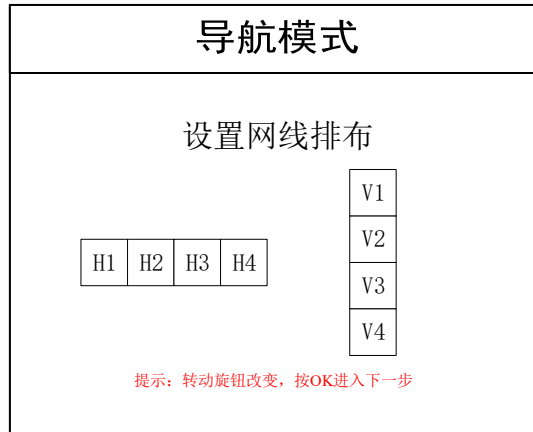 导航模式
设置网线排布
V1
V2
H1 H2 H3 H4
V3
V4
提示：转动旋钮改变，按OK进入下一步